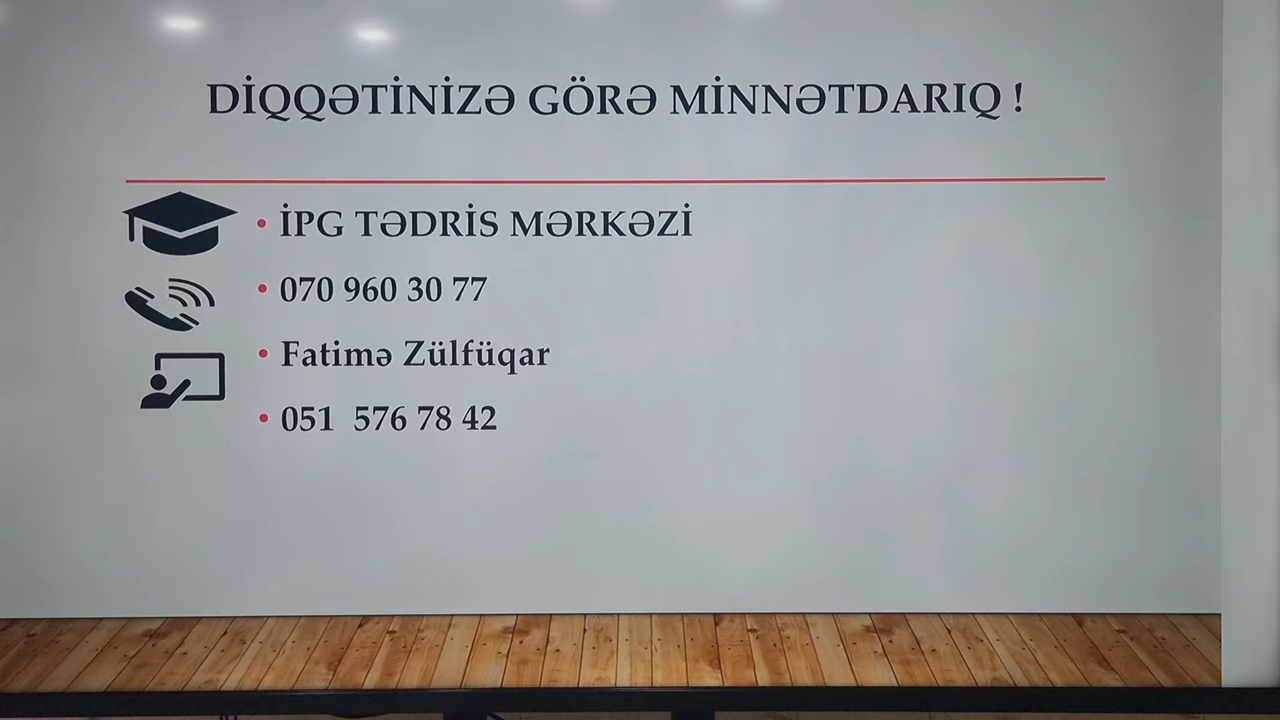 DİQQƏTİNİZƏ GÖRƏ MİNNƏTDARIQ !
• İPG TƏDRİS MƏRKƏZİ
• 070 960 30 77
• Fatimə Zülfüqar
• 051 576 78 42